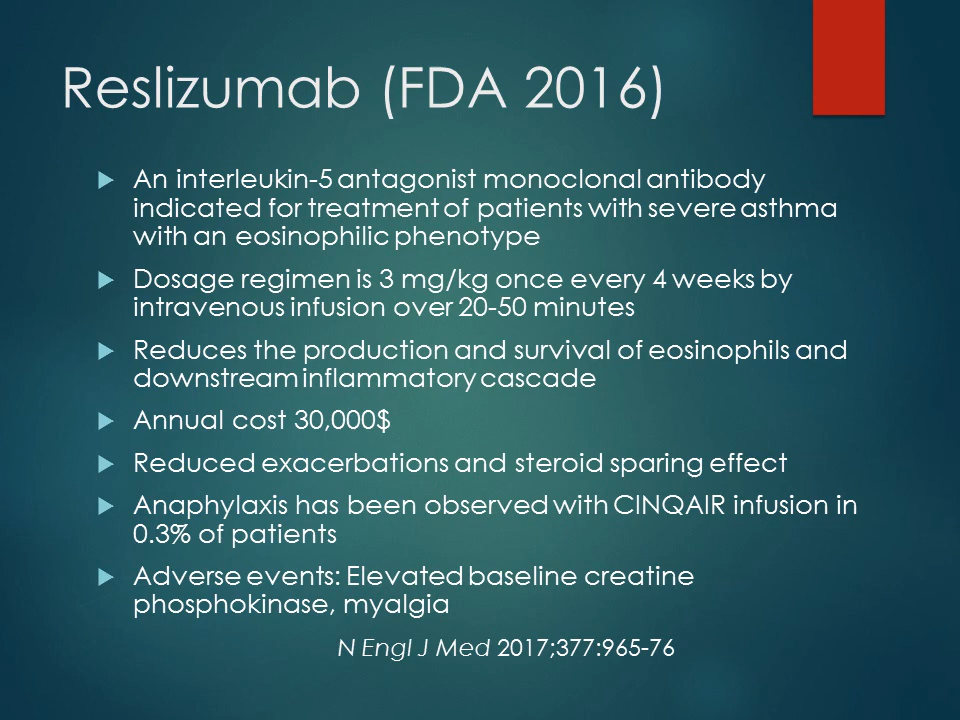 Reslizumab (FDA 2016)
An interleukin-5 antagonist monoclonal antibody
indicated for treatment of patients with severe asthma
with an eosinophilic phenotype
Dosage regimen is 3 mg/kg once every 4 weeks by
intravenous infusion over 20-50 minutes
Reduces the production and survival of eosinophils and
downstream inflammatory cascade
Annual cost 30,000$
Reduced exacerbations and steroid sparing effect
Anaphylaxis has been observed with CINQAIR infusion in
0.3% of patients
Adverse events: Elevated baseline creatine
phosphokinase, myalgia
N Engl J Med 2017;377:965-76